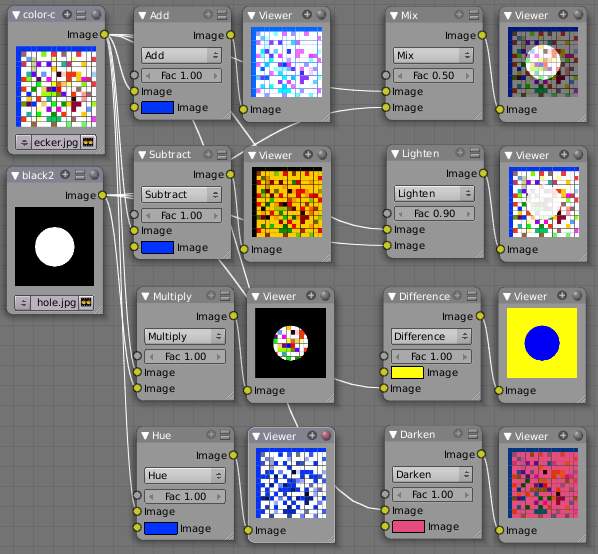 color-c
Image
ecker.jpg
Add
Image
Add
Fac 1.00
Image
Image
Viewer
Image
Mix
Image
Mix
Fac 0.50
Image
Image
Viewer
Image
black2
Image
hole.jpg
Subtract
Image
Subtract
Fac 1.00
Image
Image
Viewer
Image
Lighten
Image
Lighten
Fac 0.90
Image
Image
Viewer
Image
Multiply
Image
Multiply
Fac 1.00
Image
Image
Viewer
Image
Difference
Image
Difference
Fac 1.00
Image
Image
Viewer
Image
Hue
Image
Hue
Fac 1.00
Image
Image
Viewer
Image
Darken
Image
Darken
Fac 1.00
Image
Image
Viewer
Image